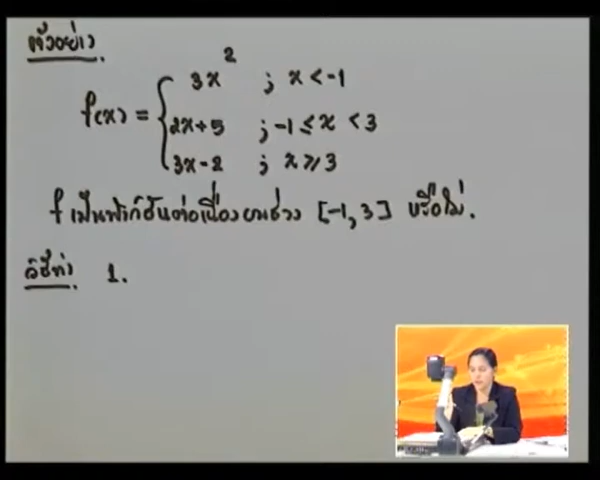 ตัวอย่าง
f(x) = { 3x² ; x < -1
2x+5 ; -1 ≤ x < 3
3x-2 ; x ≥ 3
f เป็นฟังก์ชันต่อเนื่องบนช่วง [-1, 3] หรือไม่.
วิธีทำ 1.